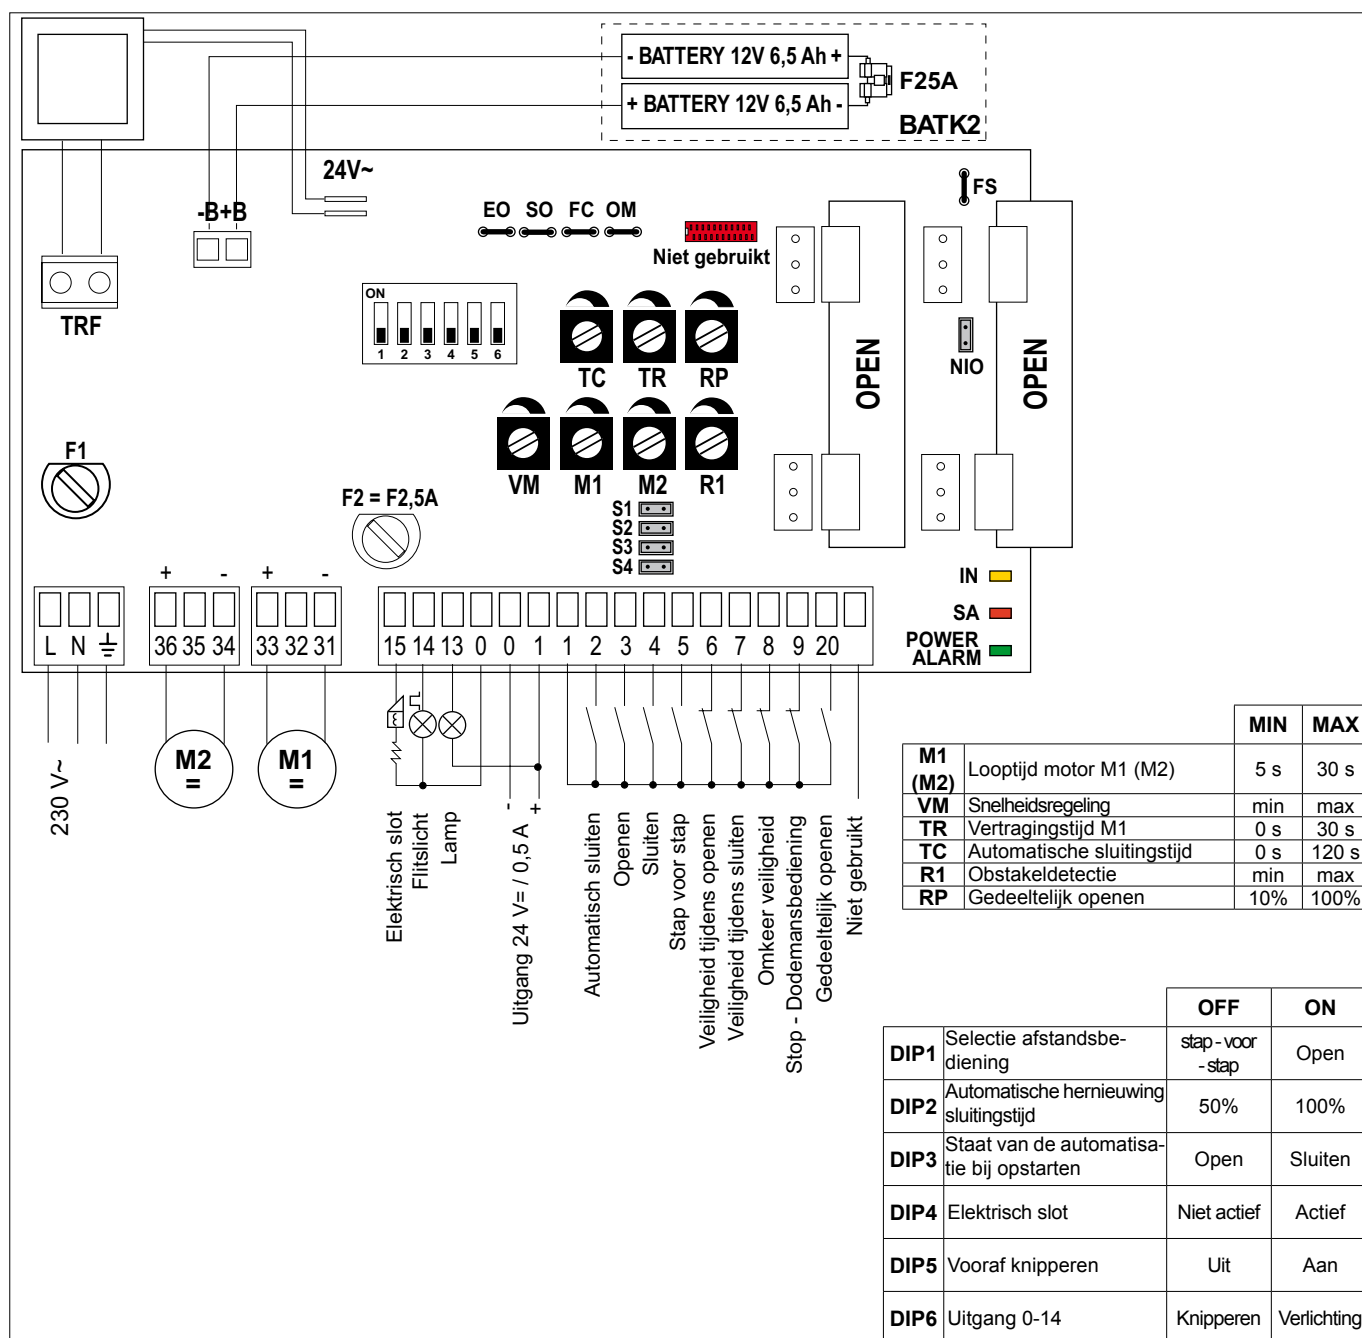 - BATTERY 12V 6,5 Ah +
+ BATTERY 12V 6,5 Ah -
F25A
BATK2
24V~
-B+B
TRF
EO SO FC OM
Niet gebruikt
FS
ON
1 2 3 4 5 6
TC TR RP
OPEN
NIO
OPEN
F1
F2 = F2,5A
VM M1 M2 R1
S1
S2
S3
S4
IN
SA
POWER
ALARM
+ - + -
L N
36 35 34
33 32 31
15 14 13 0 0 1 1 2 3 4 5 6 7 8 9 20
M2
=
M1
=
230 V~
- +
Elektrisch slot
Flitslicht
Lamp
Uitgang 24 V= / 0,5 A
Automatisch sluiten
Openen
Sluiten
Stap voor stap
Veiligheid tijdens openen
Veiligheid tijdens sluiten
Omkeer veiligheid
Stop - Dodemansbediening
Gedeeltelijk openen
Niet gebruikt
MIN MAX
M1
(M2) Looptijd motor M1 (M2) 5 s 30 s
VM Snelheidsregeling min max
TR Vertragingstijd M1 0 s 30 s
TC Automatische sluitingstijd 0 s 120 s
R1 Obstakeldetectie min max
RP Gedeeltelijk openen 10% 100%
OFF ON
DIP1 Selectie afstandsbe-
diening stap - voor
- stap Open
DIP2 Automatische hernieuwing
sluitingstijd 50% 100%
DIP3 Staat van de automatisa-
tie bij opstarten Open Sluiten
DIP4 Elektrisch slot Niet actief Actief
DIP5 Vooraf knipperen Uit Aan
DIP6 Uitgang 0-14 Knipperen Verlichting